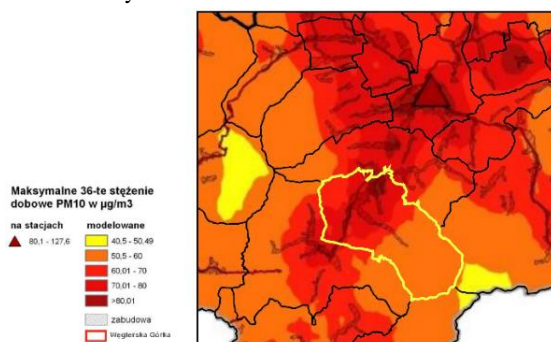 Maksymalne 36-te stężenie
dobowe PM10 w µg/m3
na stacjach
modelowane
80,1 - 127,6
40,5 - 50,49
50,5 - 60
60,01 - 70
70,01 - 80
>80,01
zabudowa
Węgierska Górka